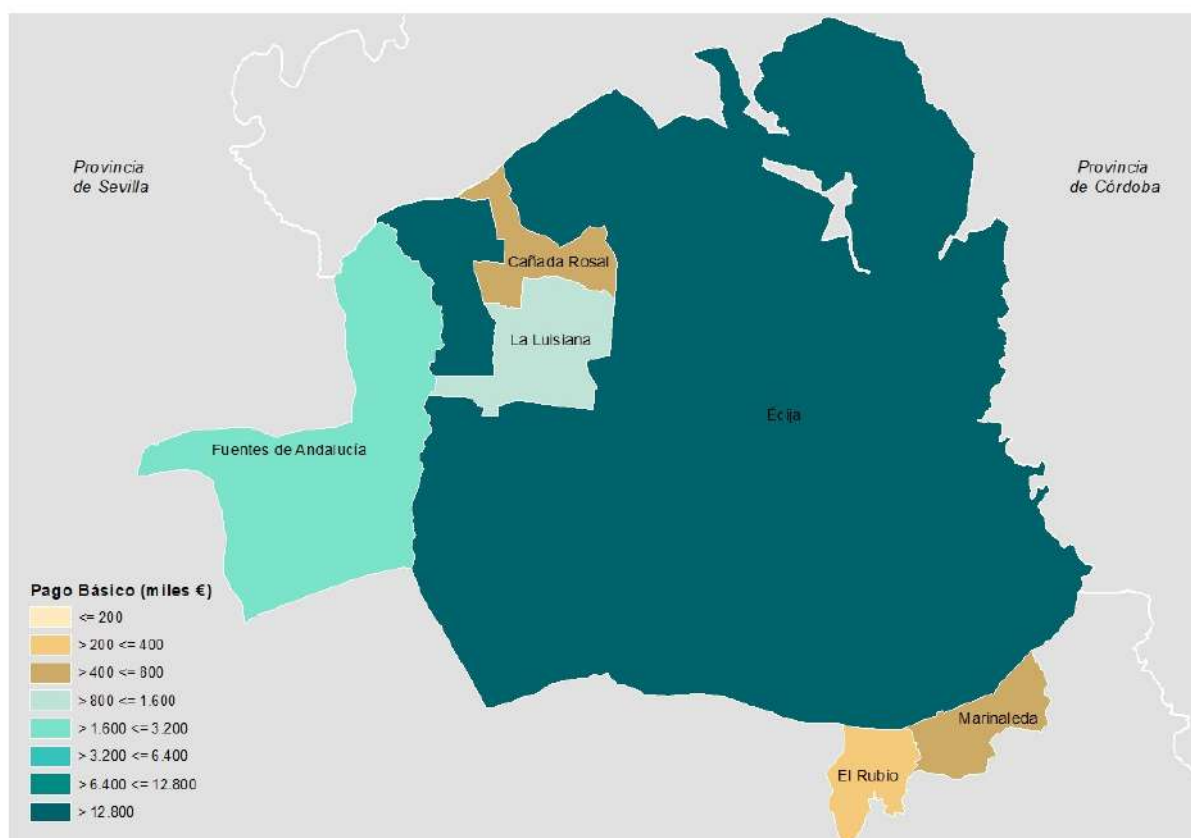 Provincia
de Sevilla
Provincia
de Córdoba
Cañada Rosal
La Luisiana
Écija
Fuentes de Andalucía
Pago Básico (miles €)
<= 200
> 200 <= 400
> 400 <= 800
> 800 <= 1.600
> 1.600 <= 3.200
> 3.200 <= 6.400
> 6.400 <= 12.800
> 12.800
Marinaleda
El Rubio